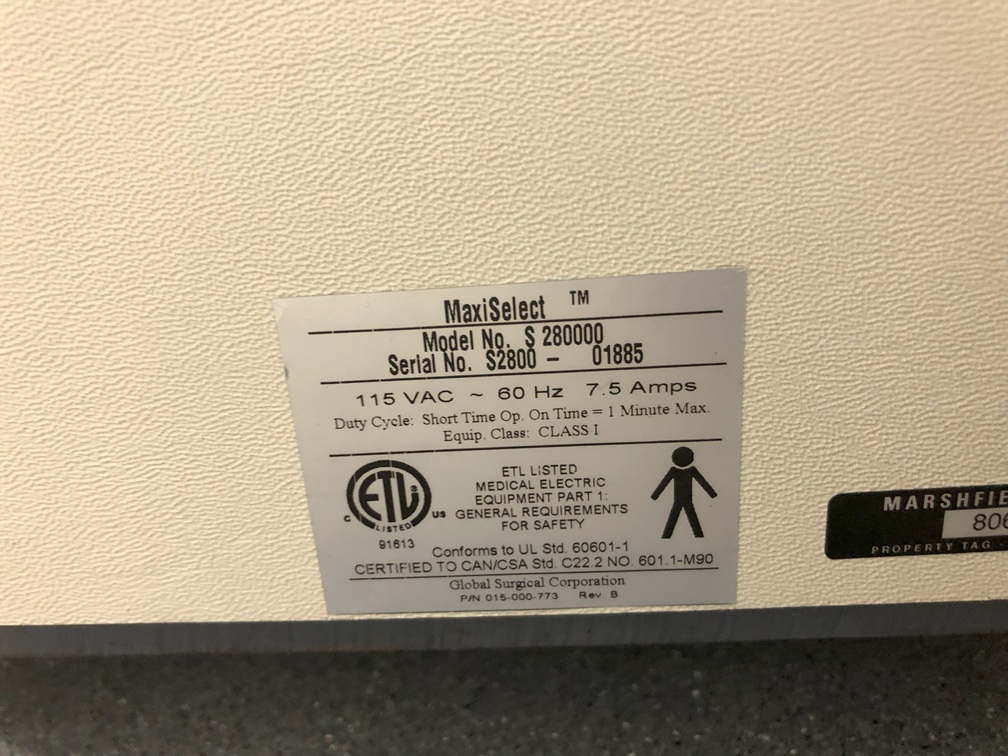 MaxiSelect ™
Model No. S 280000
Serial No. S2800 - 01885
115 VAC ~ 60 Hz 7.5 Amps
Duty Cycle: Short Time Op. On Time = 1 Minute Max.
Equip. Class: CLASS I
ETL LISTED
MEDICAL ELECTRIC
EQUIPMENT PART 1:
GENERAL REQUIREMENTS
FOR SAFETY
ETL
LISTED
C US
91613
Conforms to UL Std. 60601-1
CERTIFIED TO CAN/CSA Std. C22.2 NO. 601.1-M90
Global Surgical Corporation
P/N 015-000-773 Rev. B
PROPERTY TAG